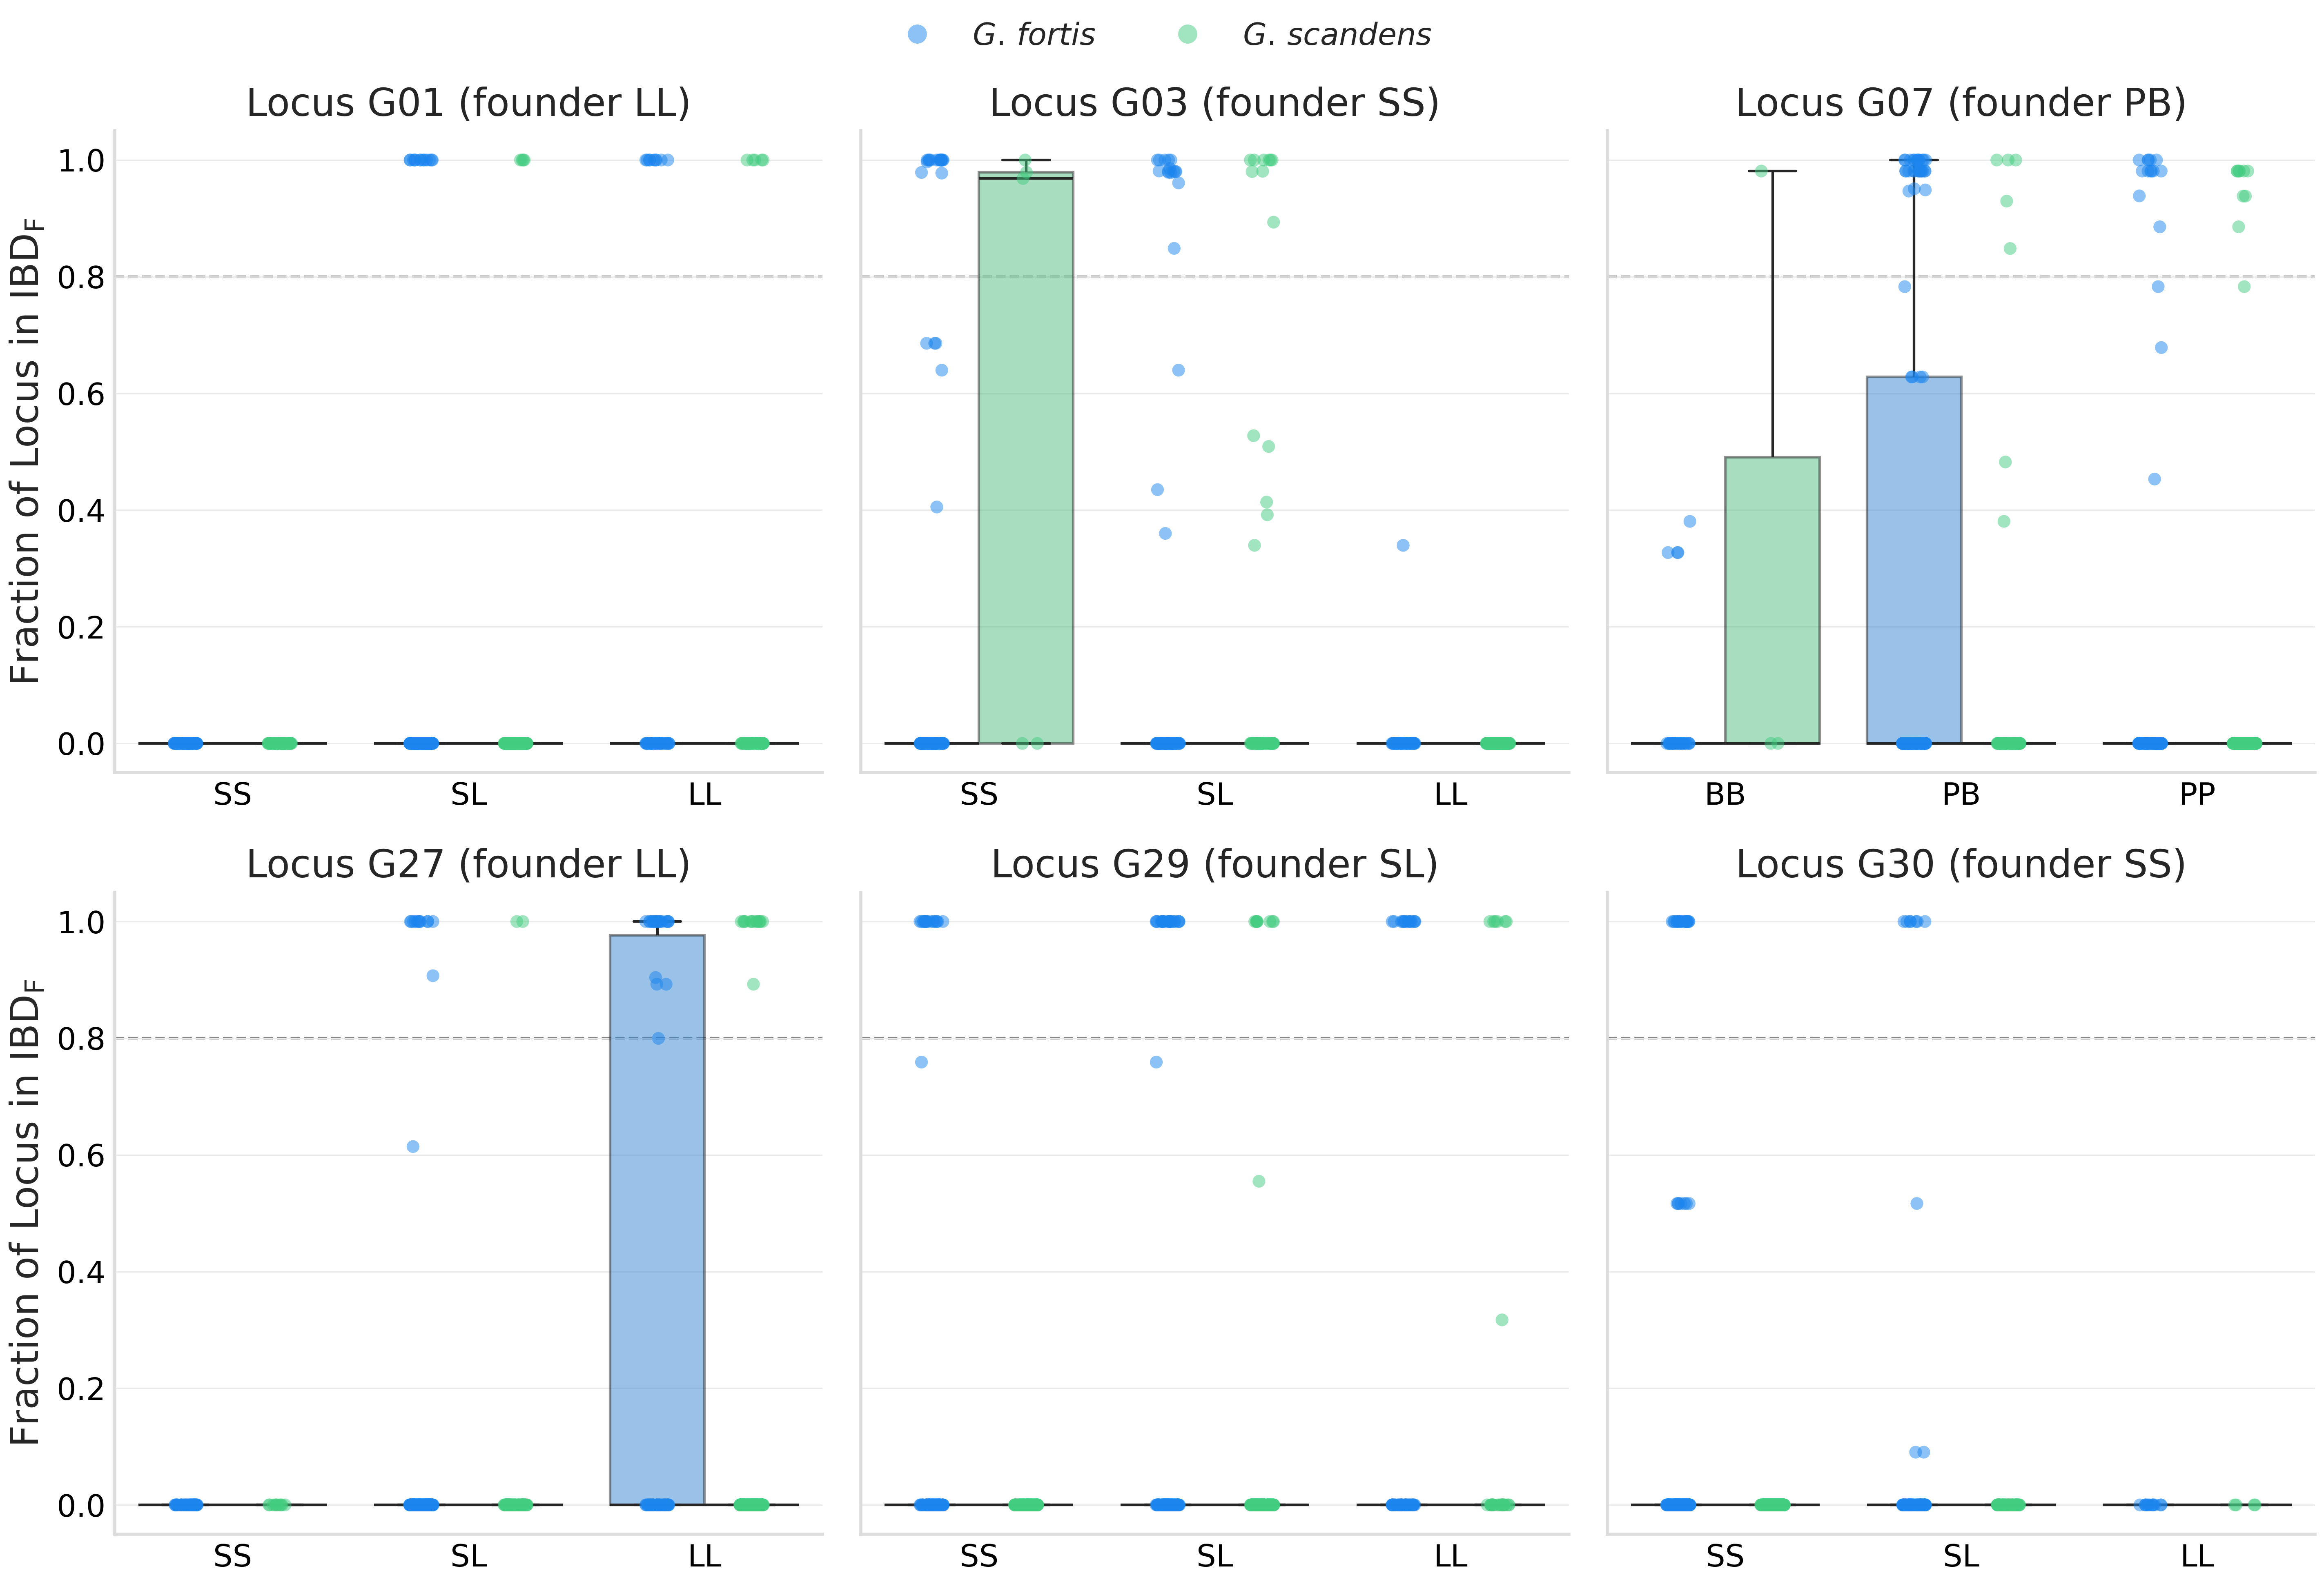 G. fortis G. scandens
Locus G01 (founder LL) Locus G03 (founder SS) Locus G07 (founder PB)
Fraction of Locus in IBD_F
1.0
0.8
0.6
0.4
0.2
0.0
SS SL LL SS SL LL BB PB PP
Locus G27 (founder LL) Locus G29 (founder SL) Locus G30 (founder SS)
Fraction of Locus in IBD_F
1.0
0.8
0.6
0.4
0.2
0.0
SS SL LL SS SL LL SS SL LL